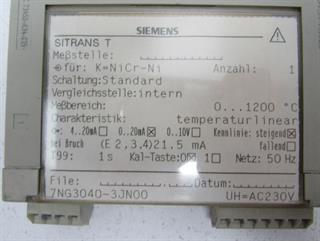 SIEMENS
SITRANS T
Meßstelle:
für: K=NiCr-Ni Anzahl: 1
Schaltung: Standard
Vergleichsstelle: intern
Meßbereich: 0...1200 °C
Charakteristik: temperaturlinear
4..20mA 0..20mA 0..10V Kennlinie: steigend
bei Bruch (E 2,3,4)21.5 mA fallend
T99: 1s Kal-Taste:0 1 Netz: 50 Hz
File: Datum:
7NG3040-3JN00 UH=AC230V